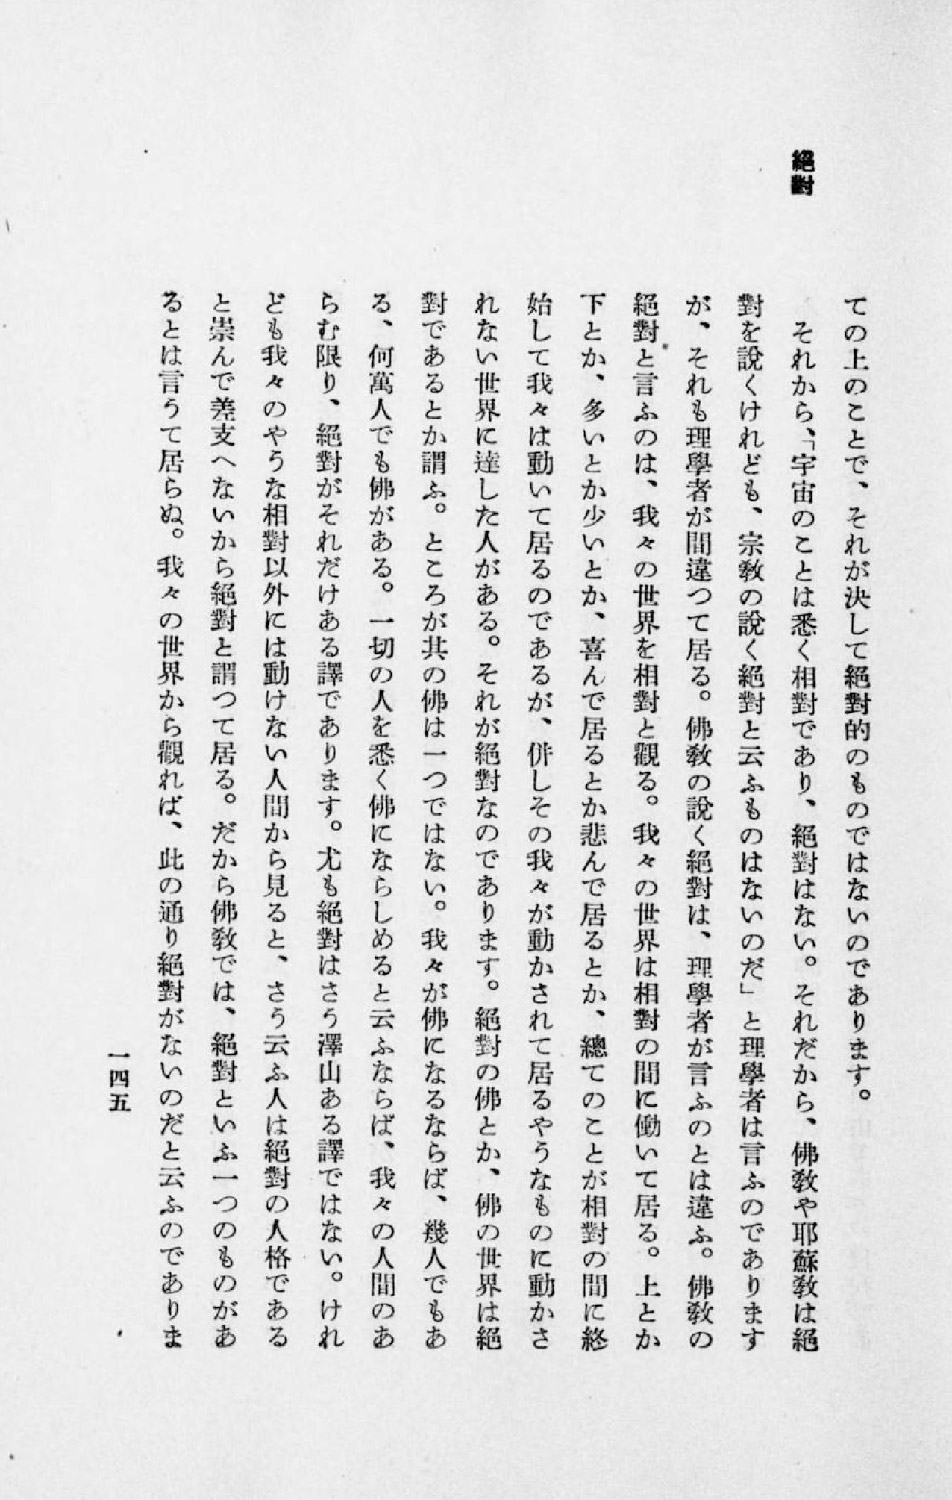 絕對
ての上のことで、それが決して絕對的のものではないのであります。
それから、「宇宙のことは悉く相對であり、絕對はない。それだから、佛敎や耶蘇敎は絕
對を說くけれども、宗敎の說く絕對と云ふものはないのだ」と理學者は言ふのであります
が、それも理學者が間違つて居る。佛敎の說く絕對は、理學者が言ふのとは違ふ。佛敎の
絕對と言ふのは、我々の世界を相對と觀る。我々の世界は相對の間に働いて居る。上とか
下とか、多いとか少いとか、喜んで居るとか悲んで居るとか、總てのことが相對の間に終
始して我々は動いて居るのであるが、併しその我々が動かされて居るやうなものに動かさ
れない世界に達した人がある。それが絕對なのであります。絕對の佛とか、佛の世界は絕
對であるとか謂ふ。ところが其の佛は一つではない。我々が佛になるならば、幾人でもあ
る、何萬人でも佛がある。一切の人を悉く佛にならしめると云ふならば、我々の人間のあ
らむ限り、絕對がそれだけある譯であります。尤も絕對はさう澤山ある譯ではない。けれ
ども我々のやうな相對以外には動けない人間から見ると、さう云ふ人は絕對の人格である
と崇んで差支へないから絕對と謂つて居る。だから佛敎では、絕對といふ一つのものがあ
るとは言うて居らぬ。我々の世界から觀れば、此の通り絕對がないのだと云ふのでありま
一四五